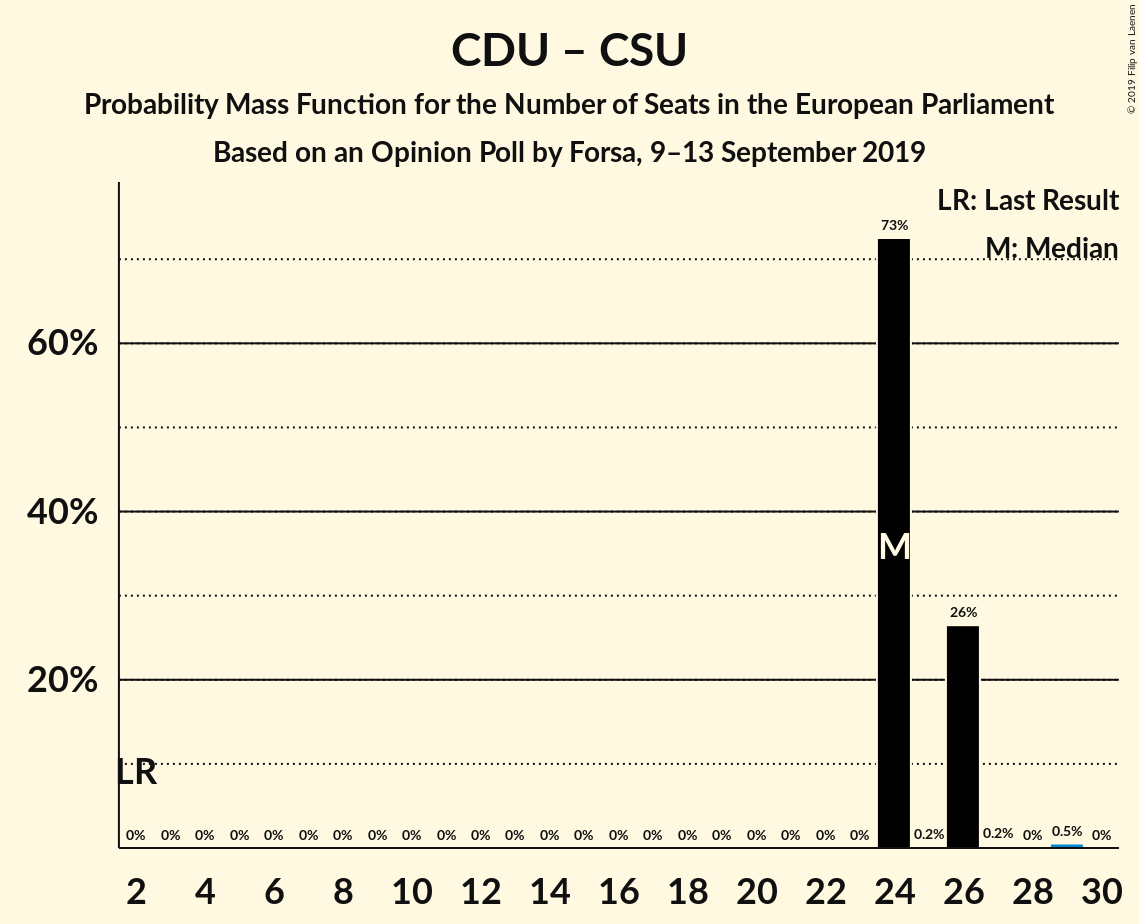 CDU – CSU
Probability Mass Function for the Number of Seats in the European Parliament
Based on an Opinion Poll by Forsa, 9–13 September 2019
© 2019 Filip van Laenen
LR: Last Result
M: Median
73%
60%
40%
M
26%
20%
LR
0% 0% 0% 0% 0% 0% 0% 0% 0% 0% 0% 0% 0% 0% 0% 0% 0% 0% 0% 0% 0% 0% 0.2% 0.2% 0% 0.5% 0%
2 4 6 8 10 12 14 16 18 20 22 24 26 28 30